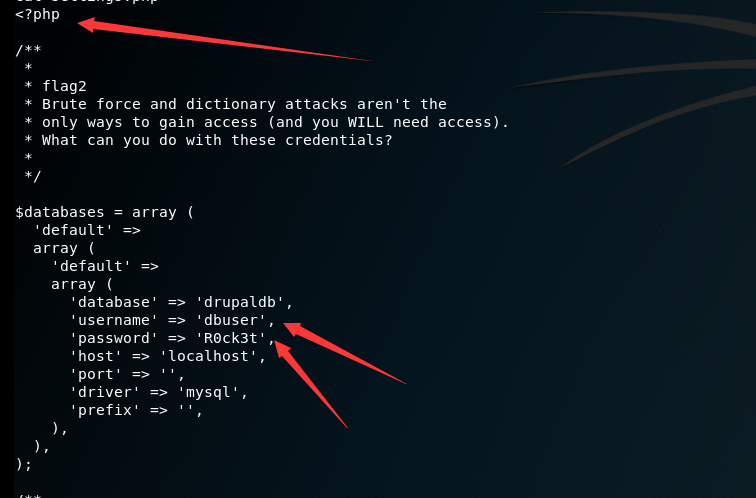 <?php
/**
 *
 * flag2
 * Brute force and dictionary attacks aren't the
 * only ways to gain access (and you WILL need access).
 * What can you do with these credentials?
 *
 */
$databases = array (
  'default' =>
  array (
    'default' =>
    array (
      'database' => 'drupaldb',
      'username' => 'dbuser',
      'password' => 'R0ck3t',
      'host' => 'localhost',
      'port' => '',
      'driver' => 'mysql',
      'prefix' => '',
    ),
  ),
);
/**